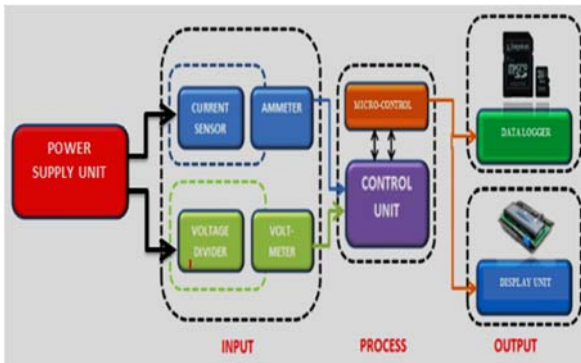 POWER
SUPPLY UNIT
CURRENT
SENSOR
AMMETER
VOLTAGE
DIVIDER
VOLT-
METER
INPUT
MICRO-CONTROL
CONTROL
UNIT
PROCESS
DATA LOGGER
DISPLAY UNIT
OUTPUT